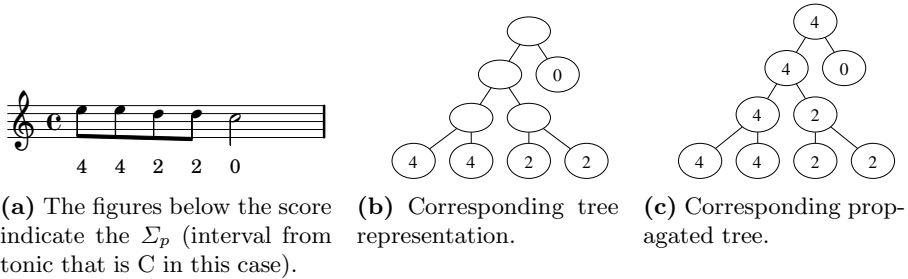 4 4 2 2 0
0
4 4 2 2
4
4 0
4 2
4 4 2 2
(a) The figures below the score
indicate the Σp (interval from
tonic that is C in this case).
(b) Corresponding tree
representation.
(c) Corresponding prop-
agated tree.